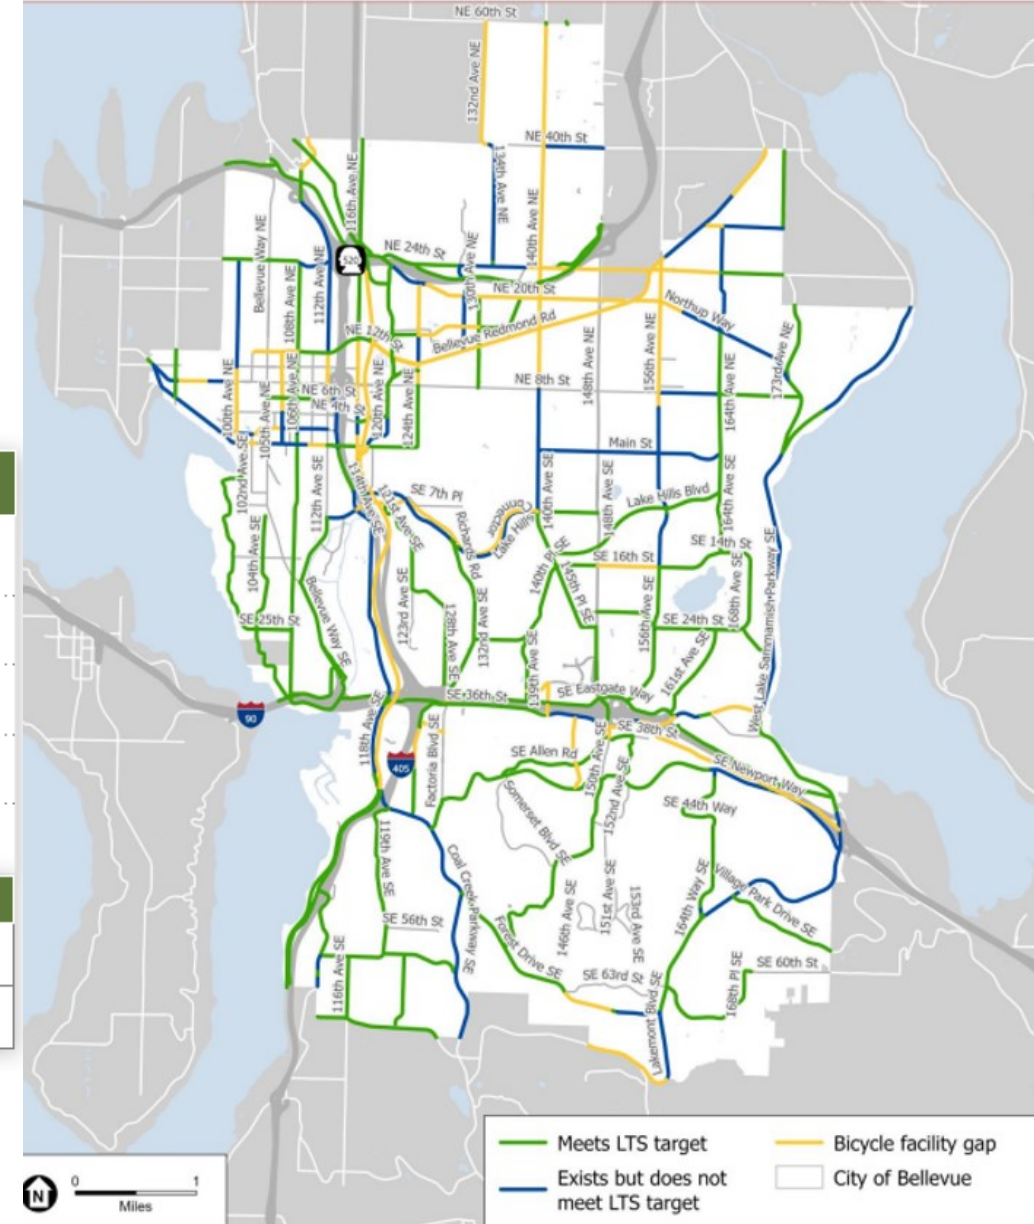 NE 60th St
132nd Ave NE
NE 40th St
134th Ave NE
116th Ave NE
140th Ave NE
Bellevue Way NE
NE 24th St
130th Ave NE
520
108th Ave NE
112th Ave NE
NE 20th St
Northup Way
NE 12th St
Bellevue Redmond Rd
148th Ave NE
156th Ave NE
173rd Ave NE
164th Ave NE
100th Ave NE
105th Ave NE
106th Ave NE
NE 6th St
NE 4th
120th Ave NE
124th Ave NE
NE 8th St
Main St
102nd Ave SE
112th Ave SE
114th Ave SE
121st Ave SE
SE 7th Pl
Richards Rd
Lake Hills
Connector
140th Ave SE
148th Ave SE
Lake Hills Blvd
164th Ave SE
104th Ave SE
SE 14th St
SE 16th St
140th Pl SE
145th Pl SE
Bellevue Way SE
123rd Ave SE
128th Ave SE
132nd Ave SE
156th Ave SE
168th Ave SE
SE 24th St
West Lake Sammamish Parkway SE
SE 25th St
139th Ave SE
161st Ave SE
SE 36th St
SE Eastgate Way
90
118th Ave SE
Factoria Blvd SE
SE 38th St
405
SE Allen Rd
150th Ave SE
152nd Ave SE
SE Newport Way
SE 44th Way
Somerset Blvd SE
119th Ave SE
Coal Creek Parkway SE
146th Ave SE
151st Ave SE
153rd Ave SE
164th Way SE
Village Park Drive SE
SE 56th St
Forest Drive SE
116th Ave SE
SE 63rd St
Lakemont Blvd SE
168th Pl SE
SE 60th St
Meets LTS target
Bicycle facility gap
Exists but does not
meet LTS target
City of Bellevue
N
0 1
Miles